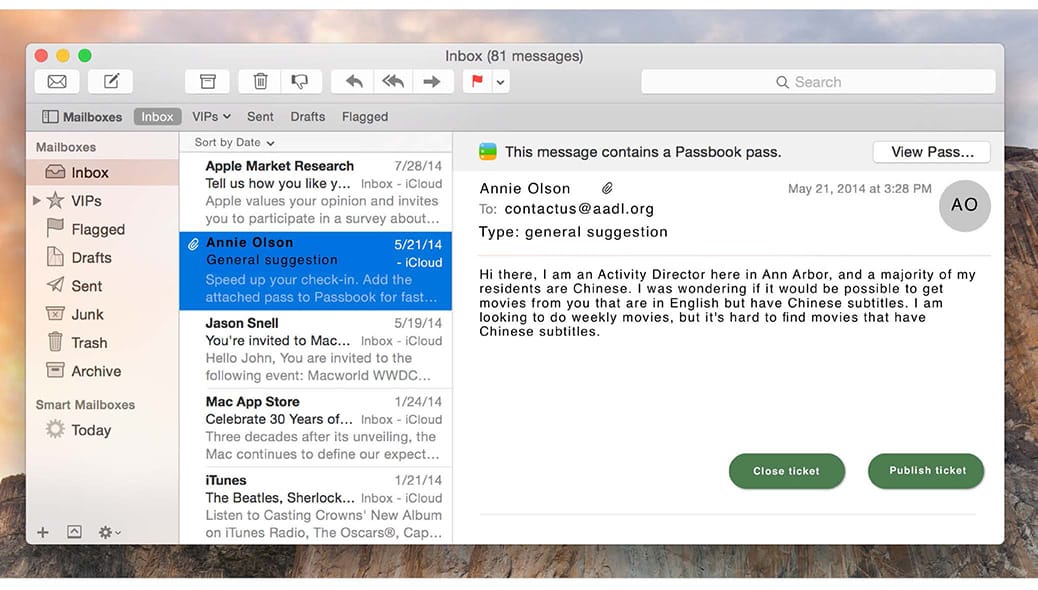 Inbox (81 messages)
Search
Mailboxes Inbox VIPs Sent Drafts Flagged
Mailboxes
Inbox
VIPs
Flagged
Drafts
Sent
Junk
Trash
Archive
Smart Mailboxes
Today
Sort by Date
Apple Market Research 7/28/14
Tell us how you like y... Inbox - iCloud
Apple values your opinion and invites
you to participate in a survey about...
Annie Olson 5/21/14
General suggestion - iCloud
Speed up your check-in. Add the
attached pass to Passbook for fast...
Jason Snell 5/19/14
You're invited to Mac... Inbox - iCloud
Hello John, You are invited to the
following event: Macworld WWDC...
Mac App Store 1/24/14
Celebrate 30 Years of... Inbox - iCloud
Three decades after its unveiling, the
Mac continues to define our expect...
iTunes 1/21/14
The Beatles, Sherlock... Inbox - iCloud
Listen to Casting Crowns' New Album
on iTunes Radio, The Oscars®, Cap...
This message contains a Passbook pass. View Pass...
Annie Olson May 21, 2014 at 3:28 PM
AO
To: contactus@aadl.org
Type: general suggestion
Hi there, I am an Activity Director here in Ann Arbor, and a majority of my
residents are Chinese. I was wondering if it would be possible to get
movies from you that are in English but have Chinese subtitles. I am
looking to do weekly movies, but it's hard to find movies that have
Chinese subtitles.
Close ticket Publish ticket